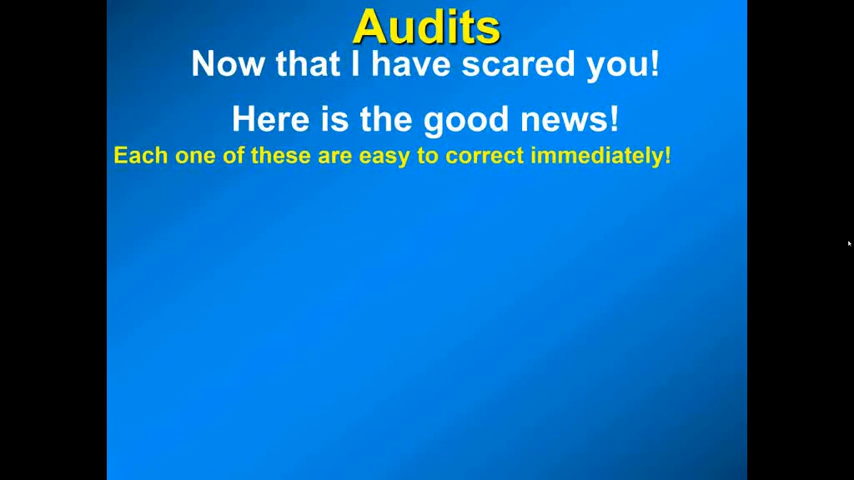 Audits
Now that I have scared you!
Here is the good news!
Each one of these are easy to correct immediately!